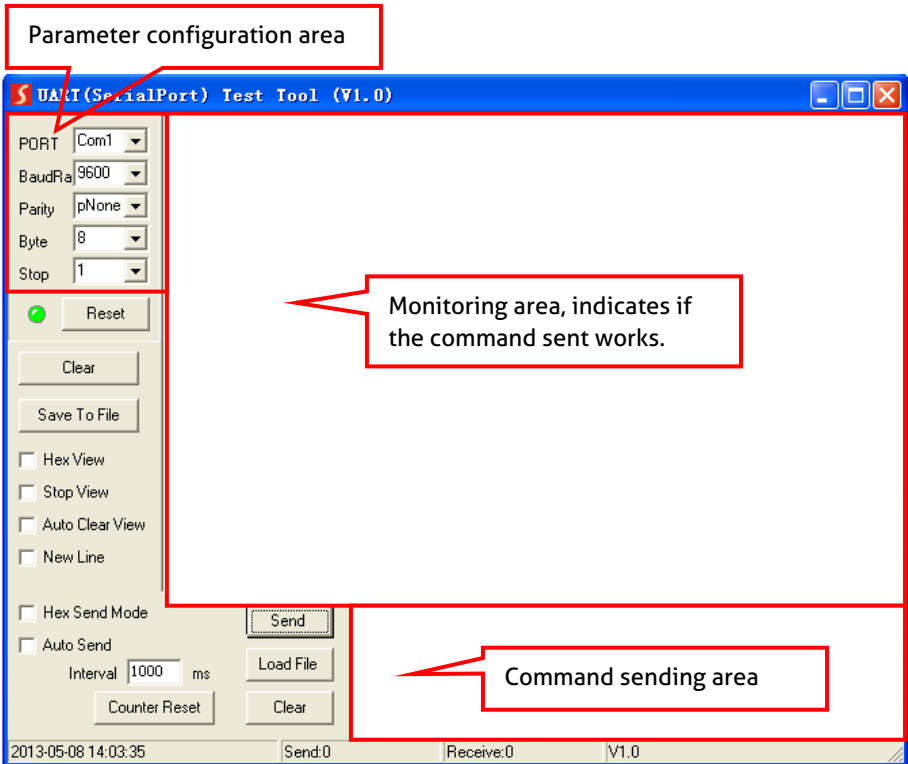 Parameter configuration area
UART(SerialPort) Test Tool (V1.0)
PORT Com1
BaudRa 9600
Parity pNone
Byte 8
Stop 1
Reset
Monitoring area, indicates if
the command sent works.
Clear
Save To File
Hex View
Stop View
Auto Clear View
New Line
Hex Send Mode
Send
Auto Send
Interval 1000 ms
Load File
Command sending area
Counter Reset
Clear
2013-05-08 14:03:35 Send:0 Receive:0 V1.0